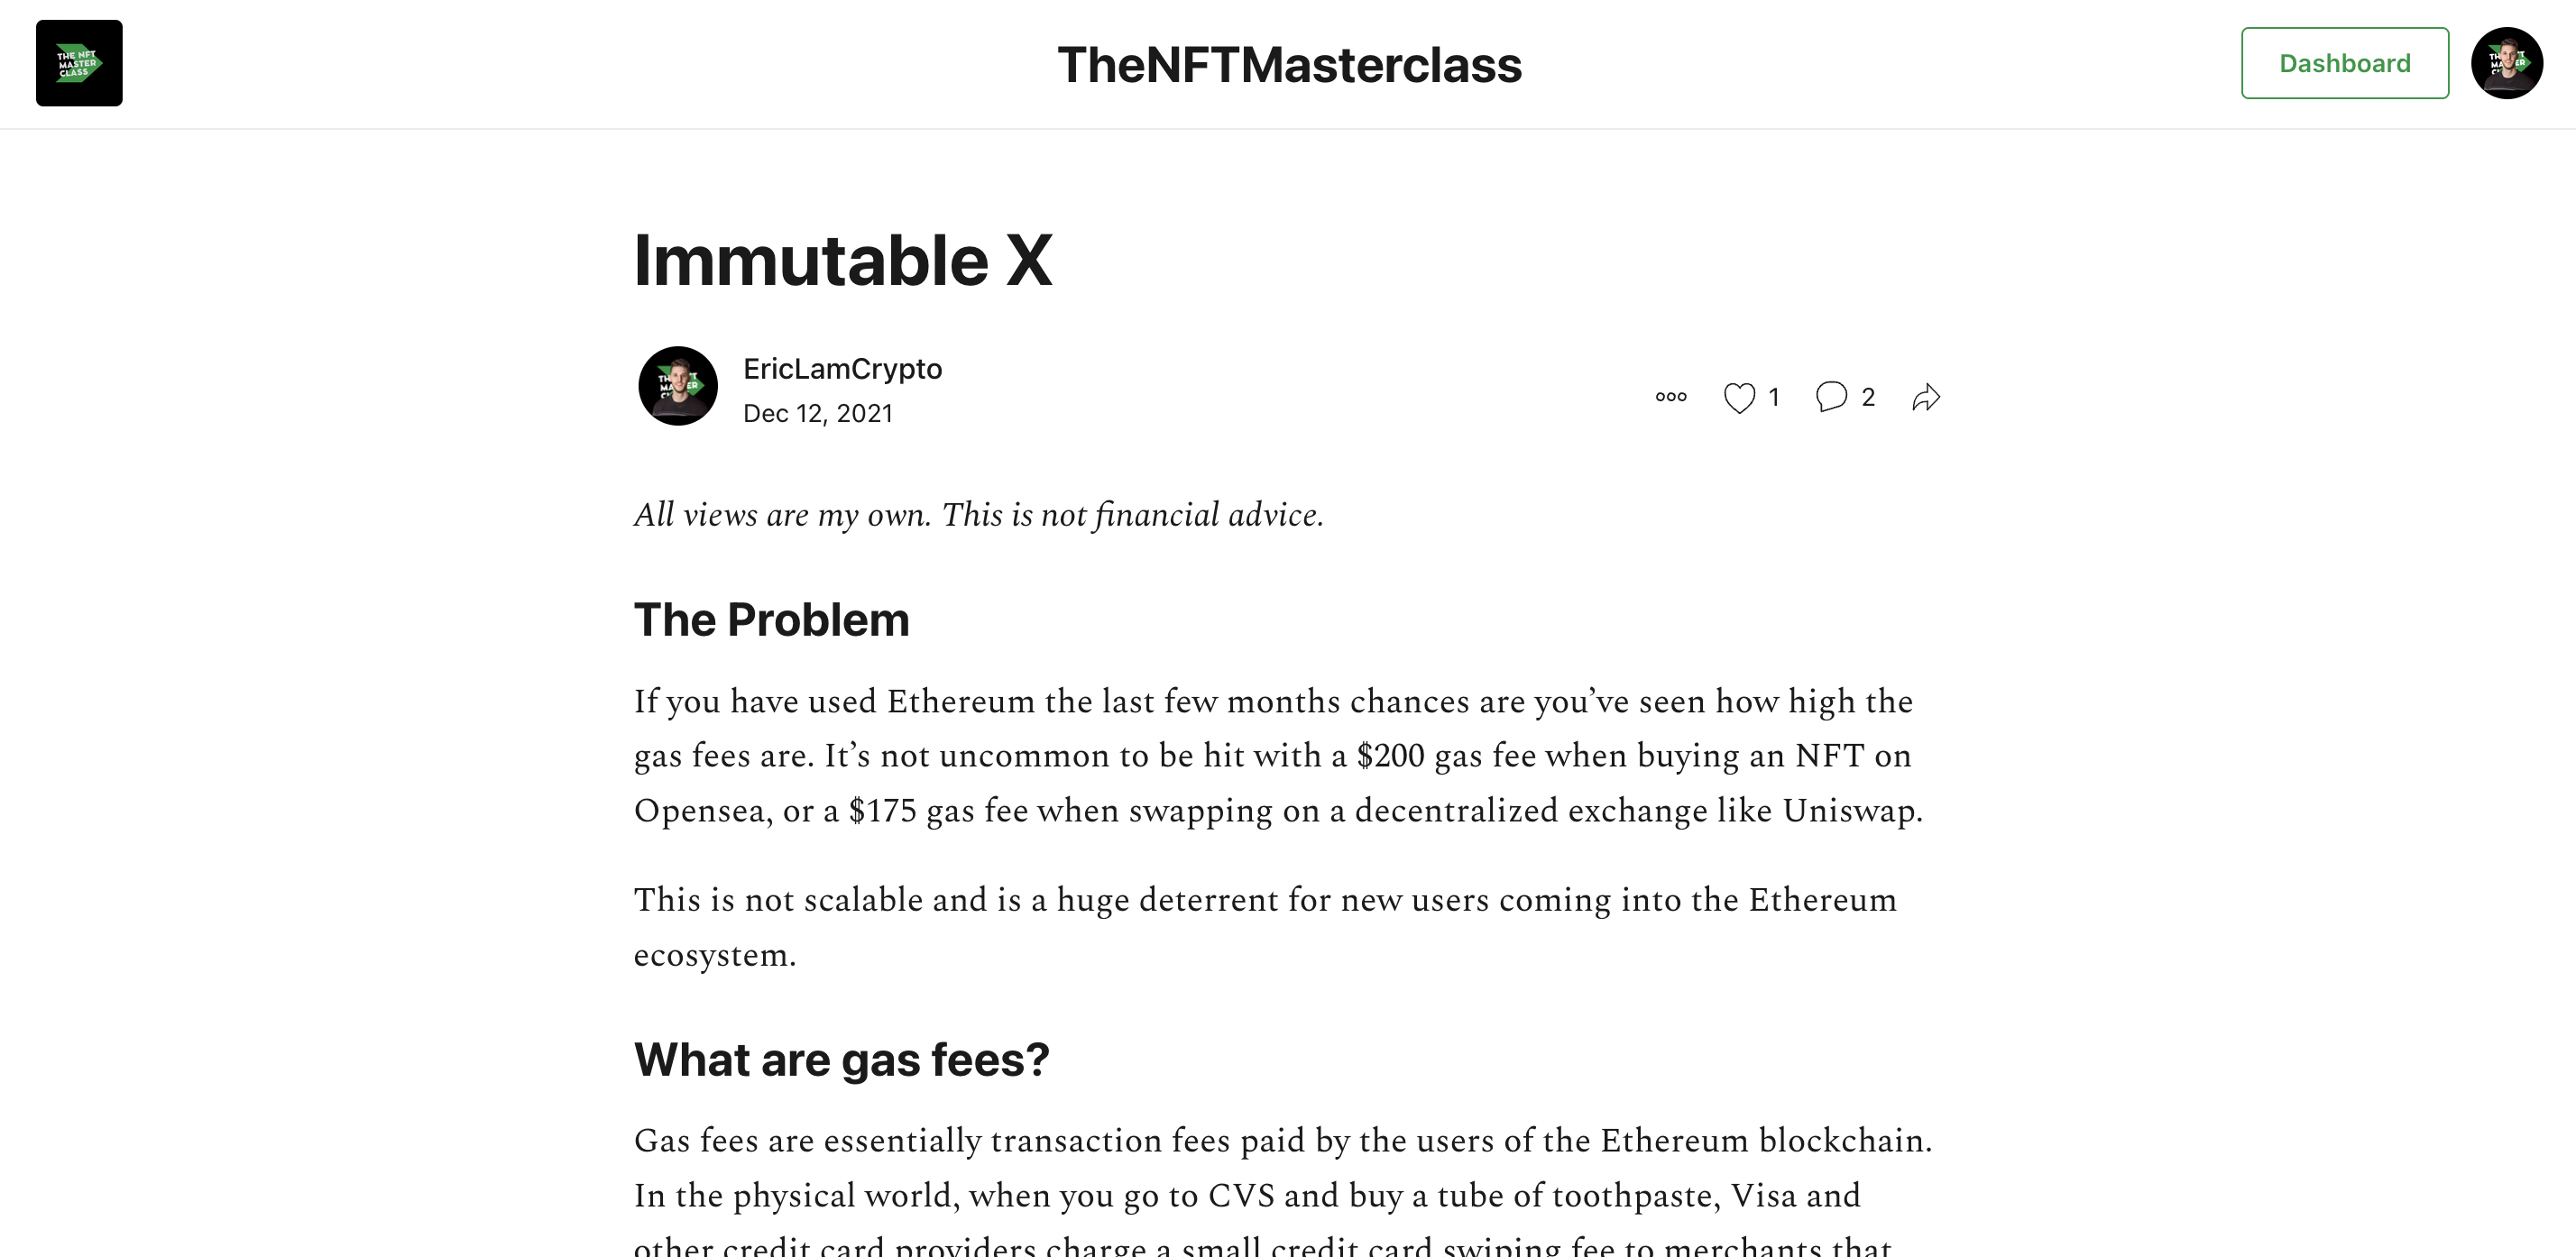 THE NFT
MASTER
CLASS
TheNFTMasterclass
Dashboard
Immutable X
EricLamCrypto
Dec 12, 2021
1
2
All views are my own. This is not financial advice.
The Problem
If you have used Ethereum the last few months chances are you’ve seen how high the
gas fees are. It’s not uncommon to be hit with a $200 gas fee when buying an NFT on
Opensea, or a $175 gas fee when swapping on a decentralized exchange like Uniswap.
This is not scalable and is a huge deterrent for new users coming into the Ethereum
ecosystem.
What are gas fees?
Gas fees are essentially transaction fees paid by the users of the Ethereum blockchain.
In the physical world, when you go to CVS and buy a tube of toothpaste, Visa and
other credit card providers charge a small credit card swiping fee to merchants that